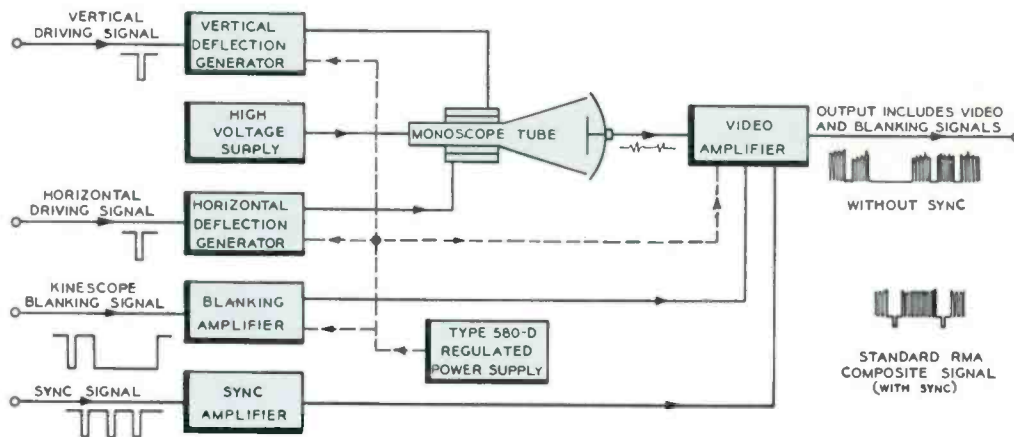 VERTICAL
DRIVING SIGNAL
VERTICAL
DEFLECTION
GENERATOR
HIGH
VOLTAGE
SUPPLY
MONOSCOPE TUBE
VIDEO
AMPLIFIER
OUTPUT INCLUDES VIDEO
AND BLANKING SIGNALS
WITHOUT SYNC
HORIZONTAL
DRIVING SIGNAL
HORIZONTAL
DEFLECTION
GENERATOR
KINESCOPE
BLANKING SIGNAL
BLANKING
AMPLIFIER
TYPE 580-D
REGULATED
POWER SUPPLY
STANDARD RMA
COMPOSITE SIGNAL
(WITH SYNC)
SYNC SIGNAL
SYNC
AMPLIFIER